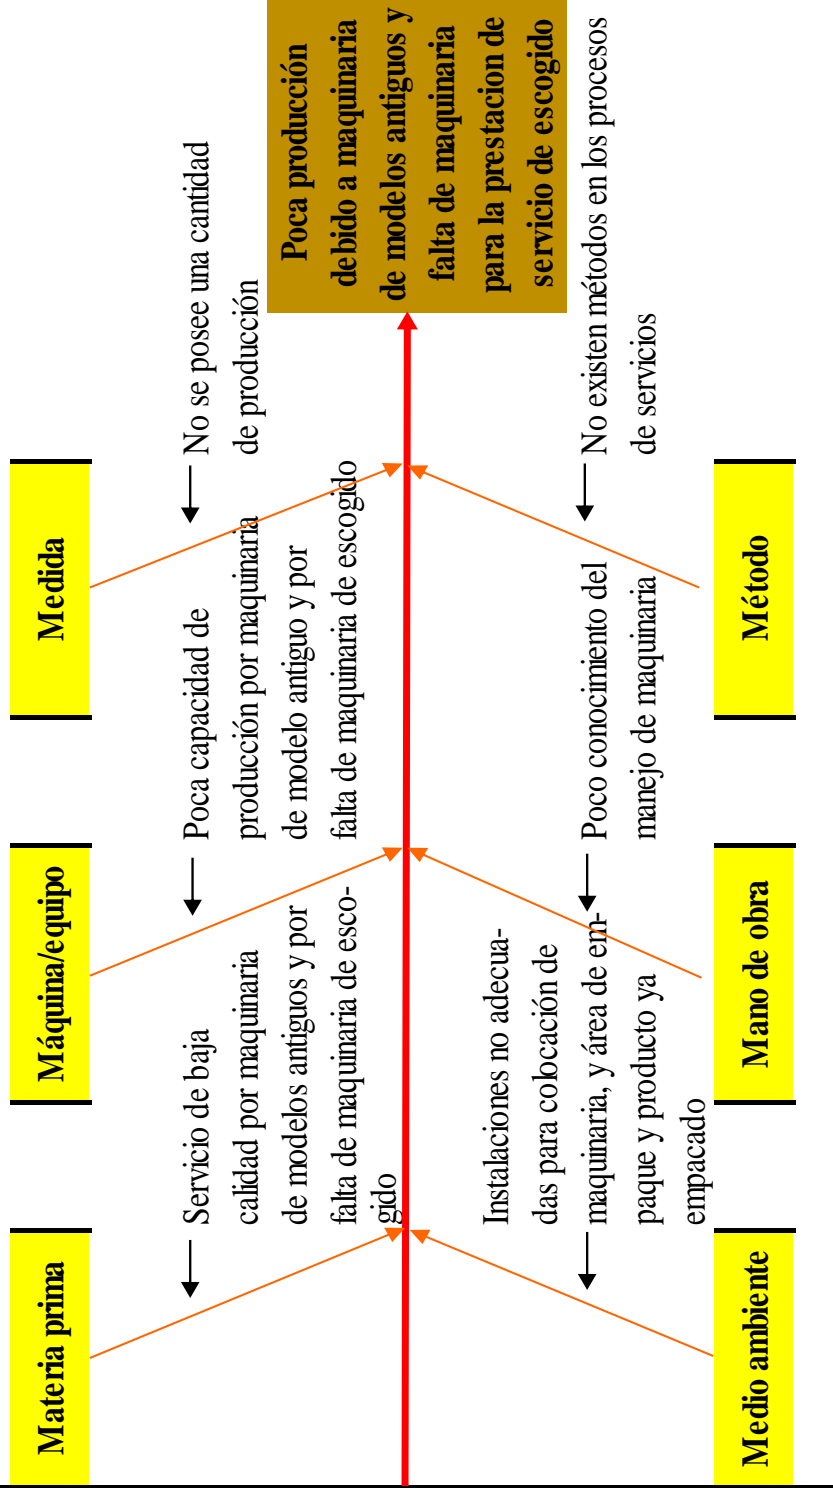 Materia prima
Máquina/equipo
Medida
Servicio de baja
calidad por maquinaria
de modelos antiguos y por
falta de maquinaria de esco-
gido
Poca capacidad de
producción por maquinaria
de modelo antiguo y por
falta de maquinaria de escogido
No se posee una cantidad
de producción
Poca producción
debido a maquinaria
de modelos antiguos y
falta de maquinaria
para la prestacion de
servicio de escogido
Instalaciones no adecua-
das para colocación de
maquinaria, y área de em-
paque y producto ya
empacado
Poco conocimiento del
manejo de maquinaria
No existen métodos en los procesos
de servicios
Medio ambiente
Mano de obra
Método